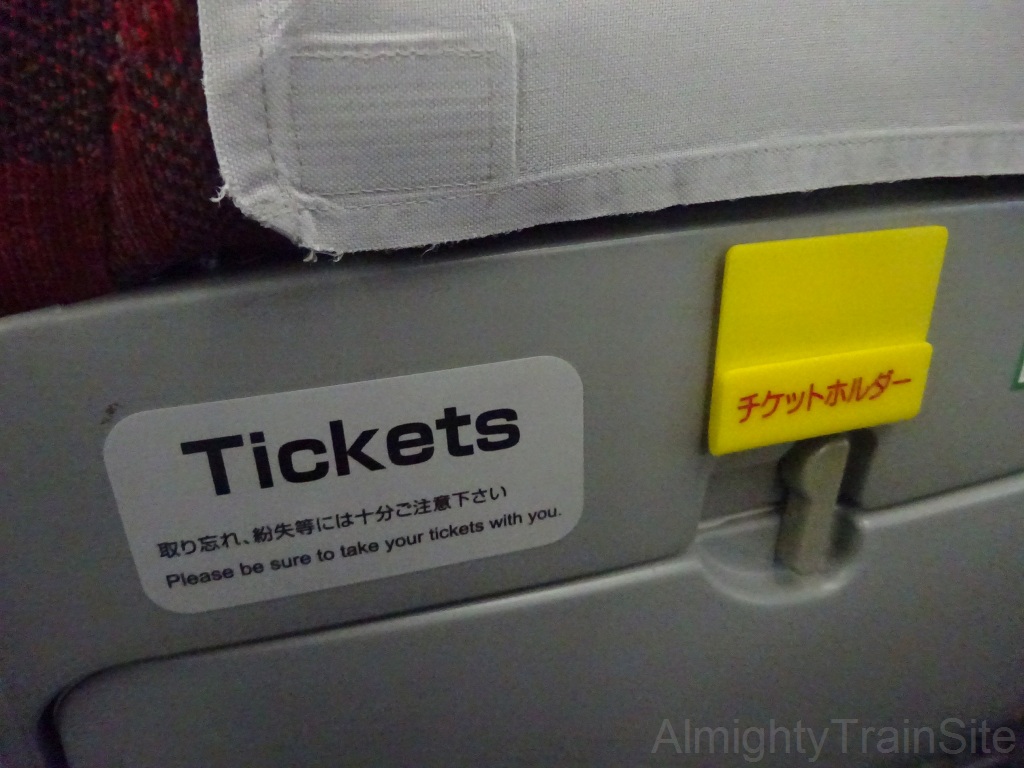 Tickets
取り忘れ、紛失等には十分ご注意下さい
Please be sure to take your tickets with you.
チケットホルダー
AlmightyTrainSite